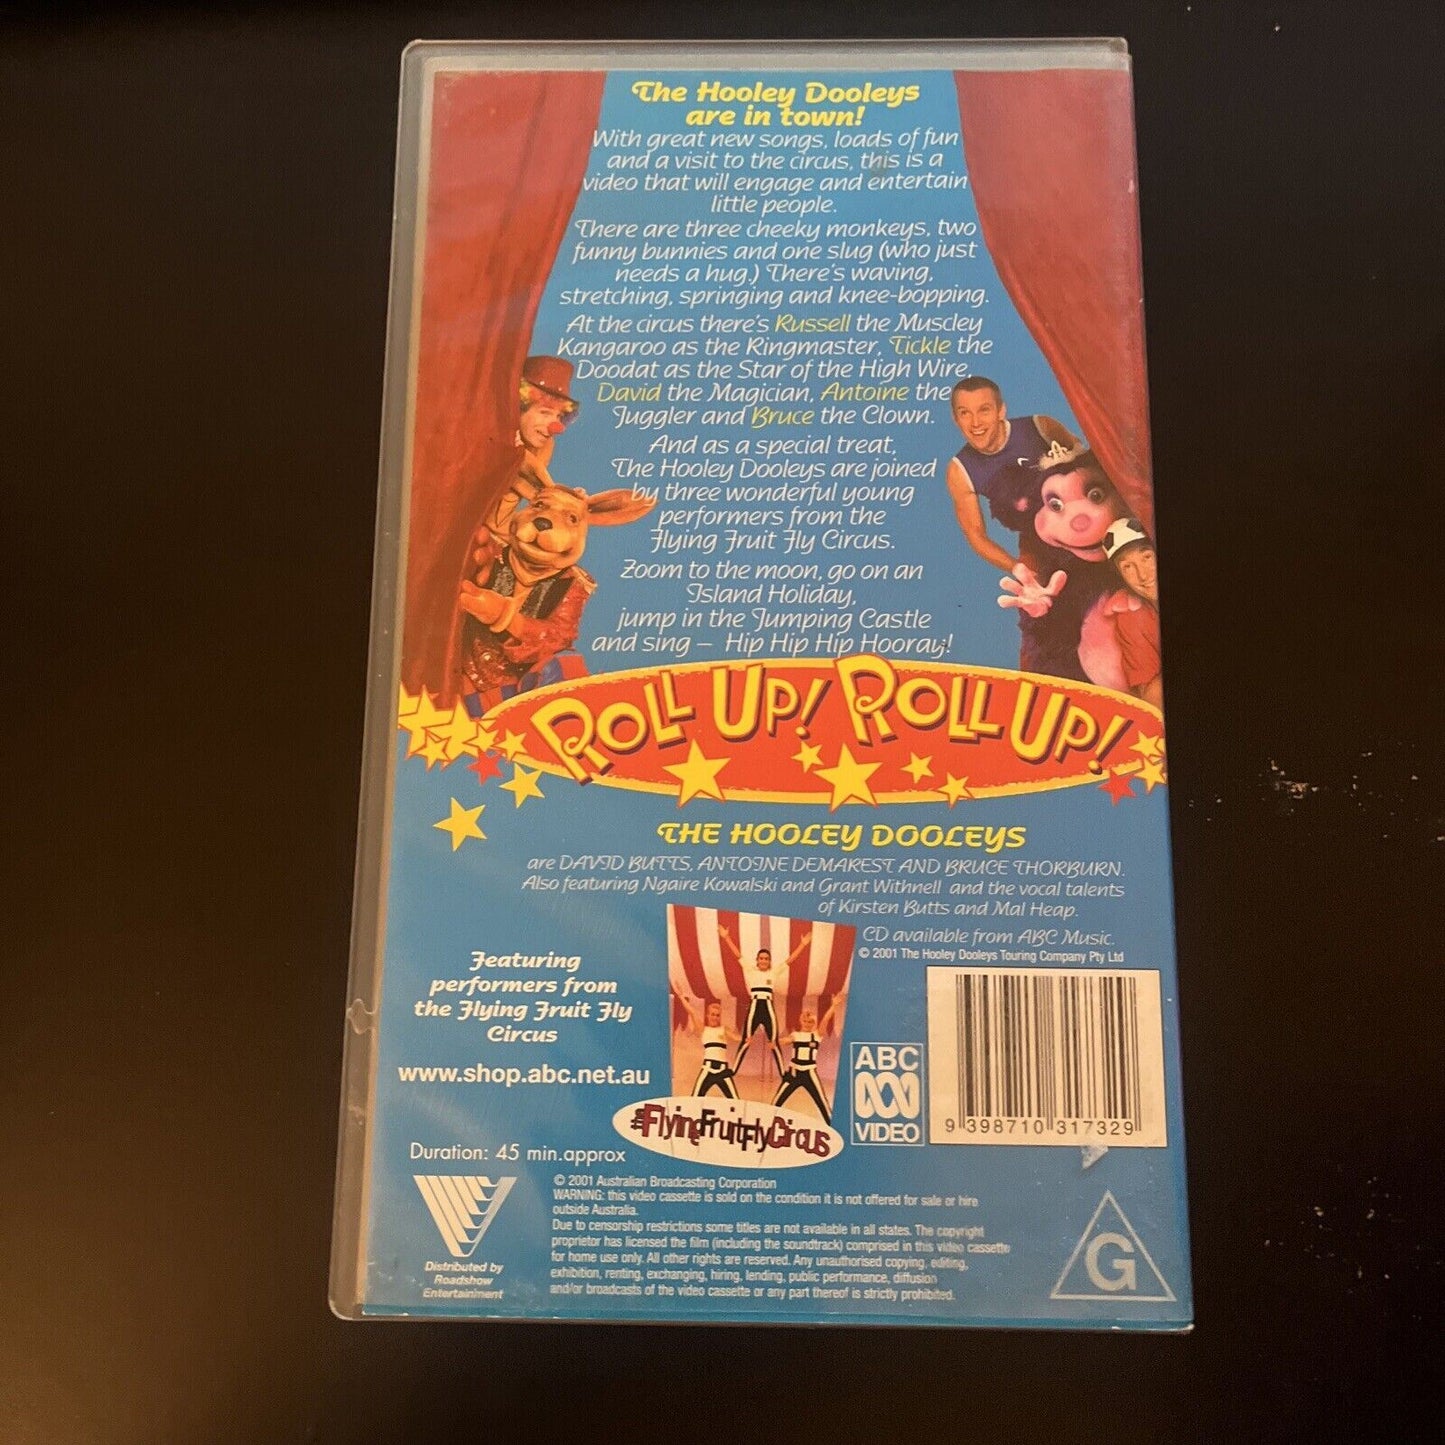 The Hooley Dooleys
are in town!
With great new songs, loads of fun
and a visit to the circus, this is a
video that will engage and entertain
little people.
There are three cheeky monkeys, two
funny bunnies and one slug (who just
needs a hug.) There's waving,
stretching, springing and knee-bopping.
At the circus there's Russell the Muscley
Kangaroo as the Ringmaster, Tickle the
Doodat as the Star of the High Wire,
David the Magician, Antoine the
Juggler and Bruce the Clown.
And as a special treat,
The Hooley Dooleys are joined
by three wonderful young
performers from the
Flying Fruit Fly Circus.
Zoom to the moon, go on an
Island Holiday,
jump in the Jumping Castle
and sing – Hip Hip Hip Hooray!
ROLL UP! ROLL UP!
THE HOOLEY DOOLEYS
are DAVID BUTTS, ANTOINE DEMAREST AND BRUCE THORBURN.
Also featuring Ngaire Kowalski and Grant Withnell and the vocal talents
of Kirsten Butts and Mal Heap.
CD available from ABC Music.
© 2001 The Hooley Dooleys Touring Company Pty Ltd
Featuring
performers from
the Flying Fruit Fly
Circus
www.shop.abc.net.au
the Flying Fruit Fly Circus
ABC
VIDEO
9 398710 317329
Duration: 45 min.approx
Distributed by
Roadshow
Entertainment
© 2001 Australian Broadcasting Corporation
WARNING: this video cassette is sold on the condition it is not offered for sale or hire
outside Australia.
Due to censorship restrictions some titles are not available in all states. The copyright
proprietor has licensed the film (including the soundtrack) comprised in this video cassette
for home use only. All other rights are reserved. Any unauthorised copying, editing,
exhibition, renting, exchanging, hiring, lending, public performance, diffusion
and/or broadcasts of the video cassette or any part thereof is strictly prohibited.
G